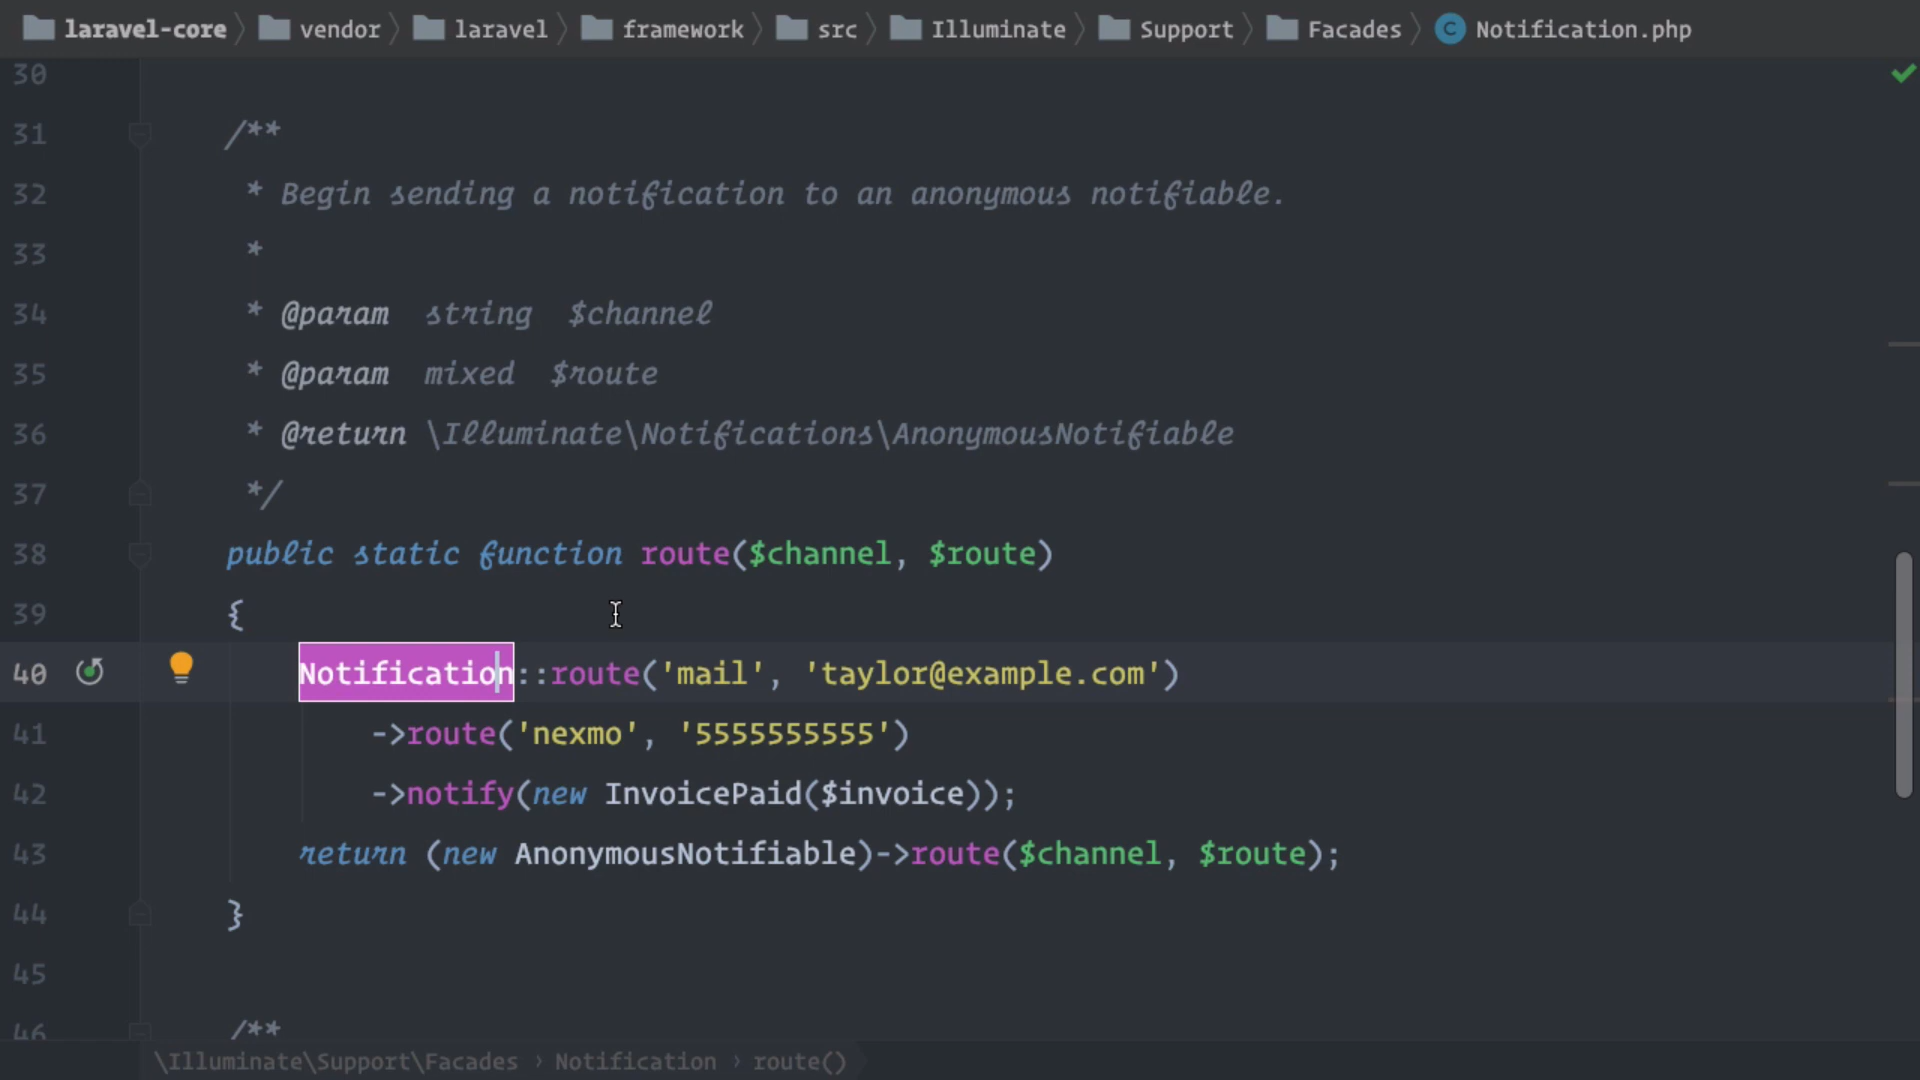 laravel-core vendor laravel framework src Illuminate Support Facades C Notification.php
30
31 /**
32 * Begin sending a notification to an anonymous notifiable.
33 *
34 * @param string $channel
35 * @param mixed $route
36 * @return \Illuminate\Notifications\AnonymousNotifiable
37 */
38 public static function route($channel, $route)
39 {
40 Notification::route('mail', 'taylor@example.com')
41 ->route('nexmo', '5555555555')
42 ->notify(new InvoicePaid($invoice));
43 return (new AnonymousNotifiable)->route($channel, $route);
44 }
45
46 /**
\Illuminate\Support\Facades › Notification › route()